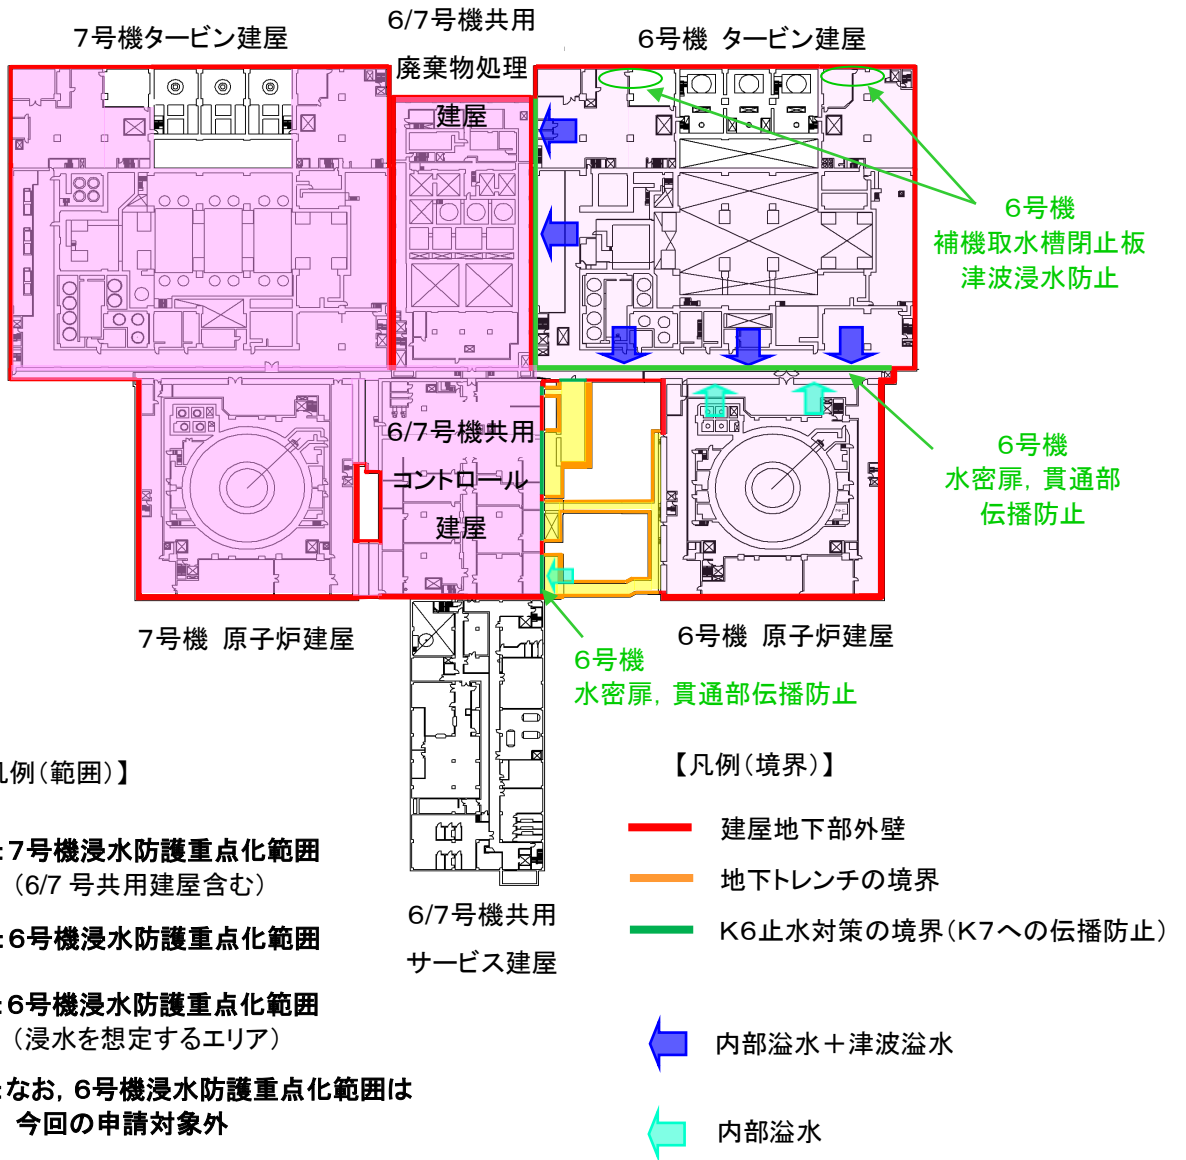 7号機タービン建屋
6/7号機共用
廃棄物処理
建屋
6号機 タービン建屋
6号機
補機取水槽閉止板
津波浸水防止
6/7号機共用
コントロール
建屋
6号機
水密扉，貫通部
伝播防止
7号機 原子炉建屋
6号機 原子炉建屋
6号機
水密扉，貫通部伝播防止
凡例（範囲）】
：7号機浸水防護重点化範囲
（6/7 号共用建屋含む）
：6号機浸水防護重点化範囲
：6号機浸水防護重点化範囲
（浸水を想定するエリア）
：なお，6号機浸水防護重点化範囲は
今回の申請対象外
6/7号機共用
サービス建屋
【凡例（境界）】
建屋地下部外壁
地下トレンチの境界
K6止水対策の境界（K7への伝播防止）
内部溢水＋津波溢水
内部溢水